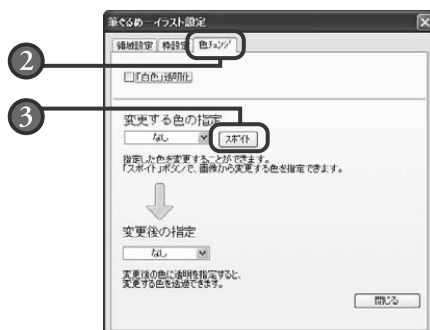 筆ぐるめ－イラスト設定
領域設定 枠設定 色チェンジ
2
「白色」透明化
3
変更する色の指定
なし スポイト
指定した色を変更することができます。
「スポイト」ボタンで、画像から変更する色を指定できます。
変更後の指定
なし
変更後の色に透明を指定すると、
変更する色を透過できます。
閉じる